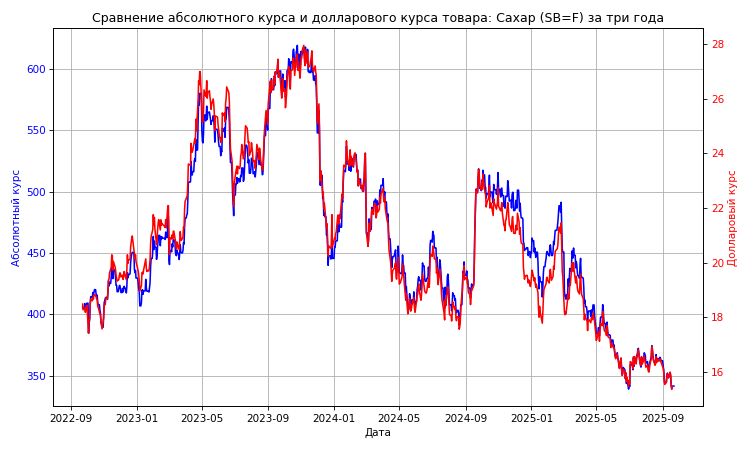 Сравнение абсолютного курса и долларового курса товара: Сахар (SB=F) за три года
Абсолютный курс
600
550
500
450
400
350
28
26
24
22
20
18
16
Долларовый курс
2022-09 2023-01 2023-05 2023-09 2024-01 2024-05 2024-09 2025-01 2025-05 2025-09
Дата